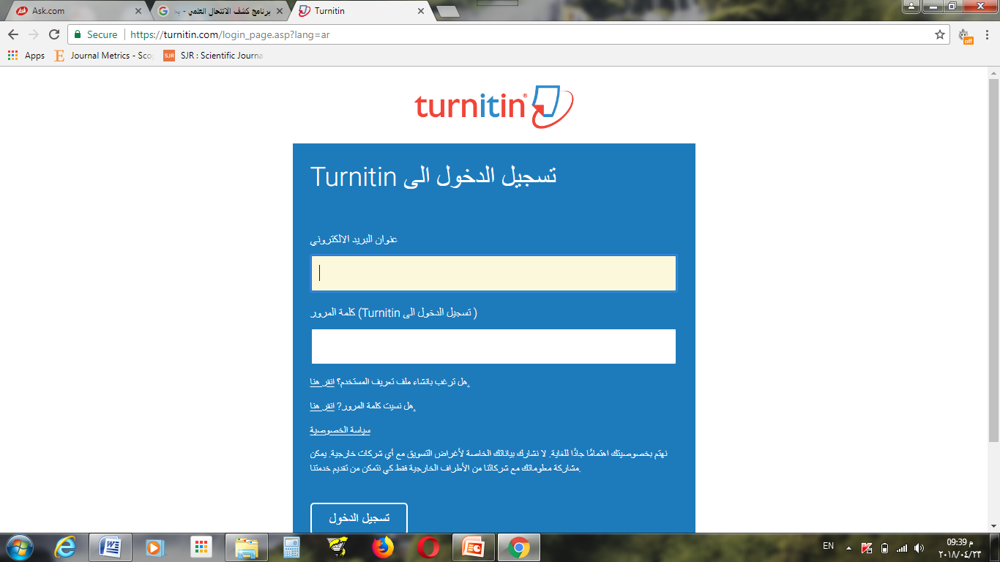 Ask.com
برنامج كشف الانتحال العلمي - بح
Turnitin
Secure
https://turnitin.com/login_page.asp?lang=ar
Apps
Journal Metrics - Sco
SJR : Scientific Journa
turnitin®
تسجيل الدخول الى Turnitin
عنوان البريد الالكتروني
كلمة المرور (Turnitin تسجيل الدخول الى )
هل ترغب بانشاء ملف تعريف المستخدم؟ انقر هنا.
هل نسيت كلمة المرور? انقر هنا.
سياسة الخصوصية
نهتم بخصوصيتك اهتمامًا جادًا للغاية. لا نشارك بياناتك الخاصة لأغراض التسويق مع أي شركات خارجية. يمكن
مشاركة معلوماتك مع شركائنا من الأطراف الخارجية فقط كي نتمكن من تقديم خدمتنا.
تسجيل الدخول
EN
09:39 م
٢٠١٨/٠٤/٢٣